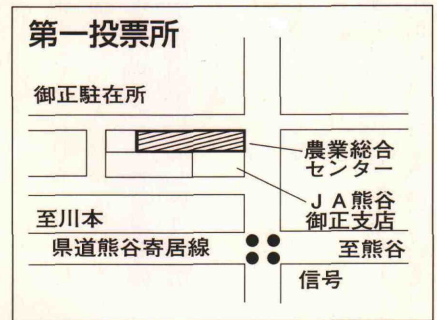 第一投票所
御正駐在所
農業総合
センター
ＪＡ熊谷
御正支店
至川本
県道熊谷寄居線
至熊谷
信号